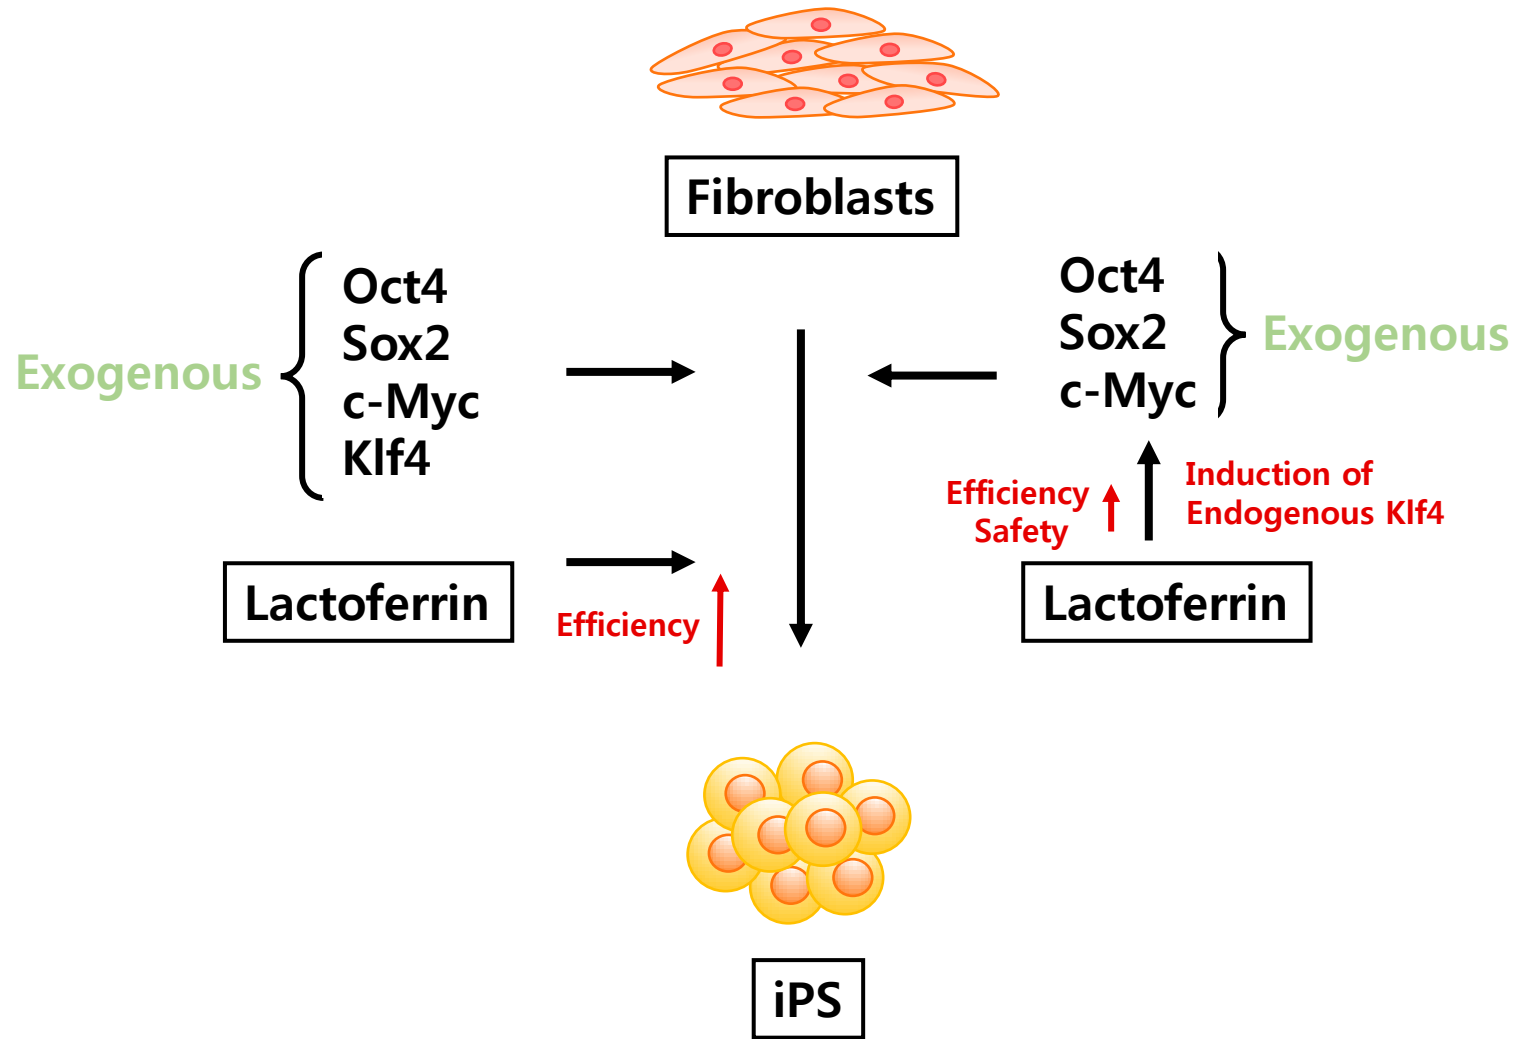 Fibroblasts
Exogenous
Oct4
Sox2
c-Myc
Klf4
Oct4
Sox2
c-Myc
Exogenous
Efficiency
Safety
Induction of
Endogenous Klf4
Lactoferrin
Efficiency
Lactoferrin
iPS